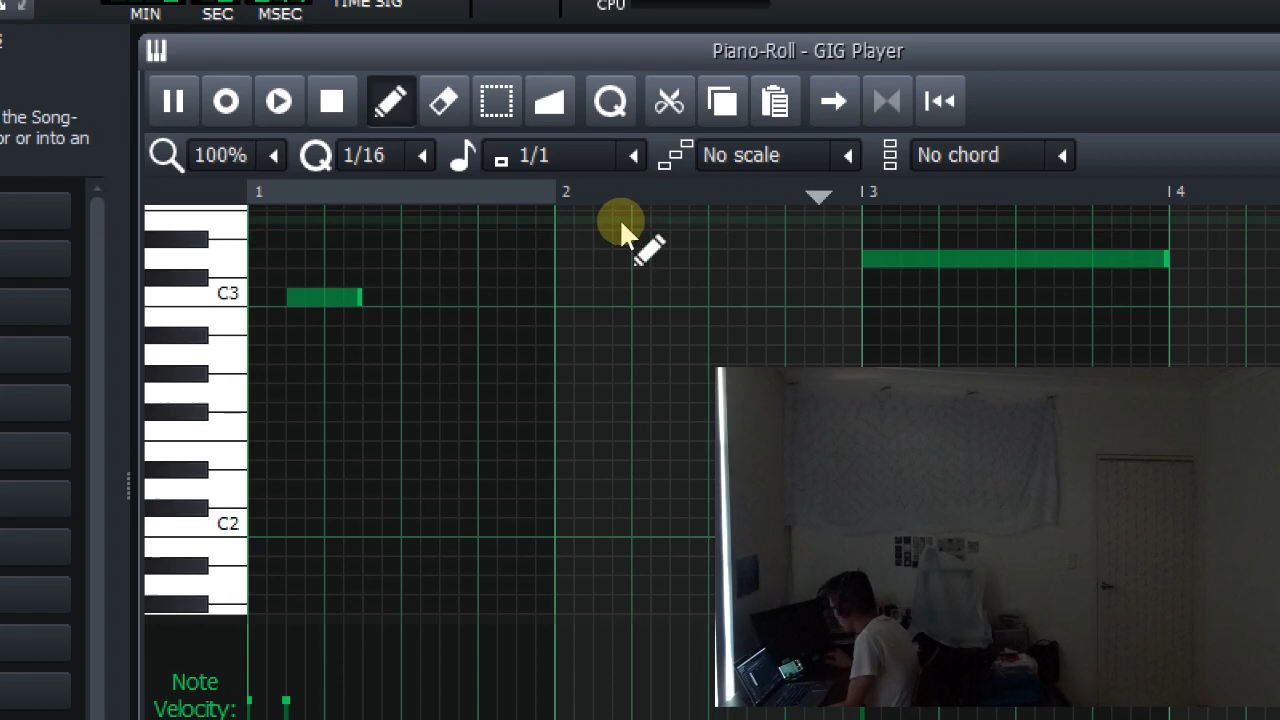 TIME SIG
CPU
MIN SEC MSEC
Piano-Roll - GIG Player
the Song-
or into an
100% 1/16 1/1 No scale No chord
1 2 3 4
C3
C2
Note
Velocity: